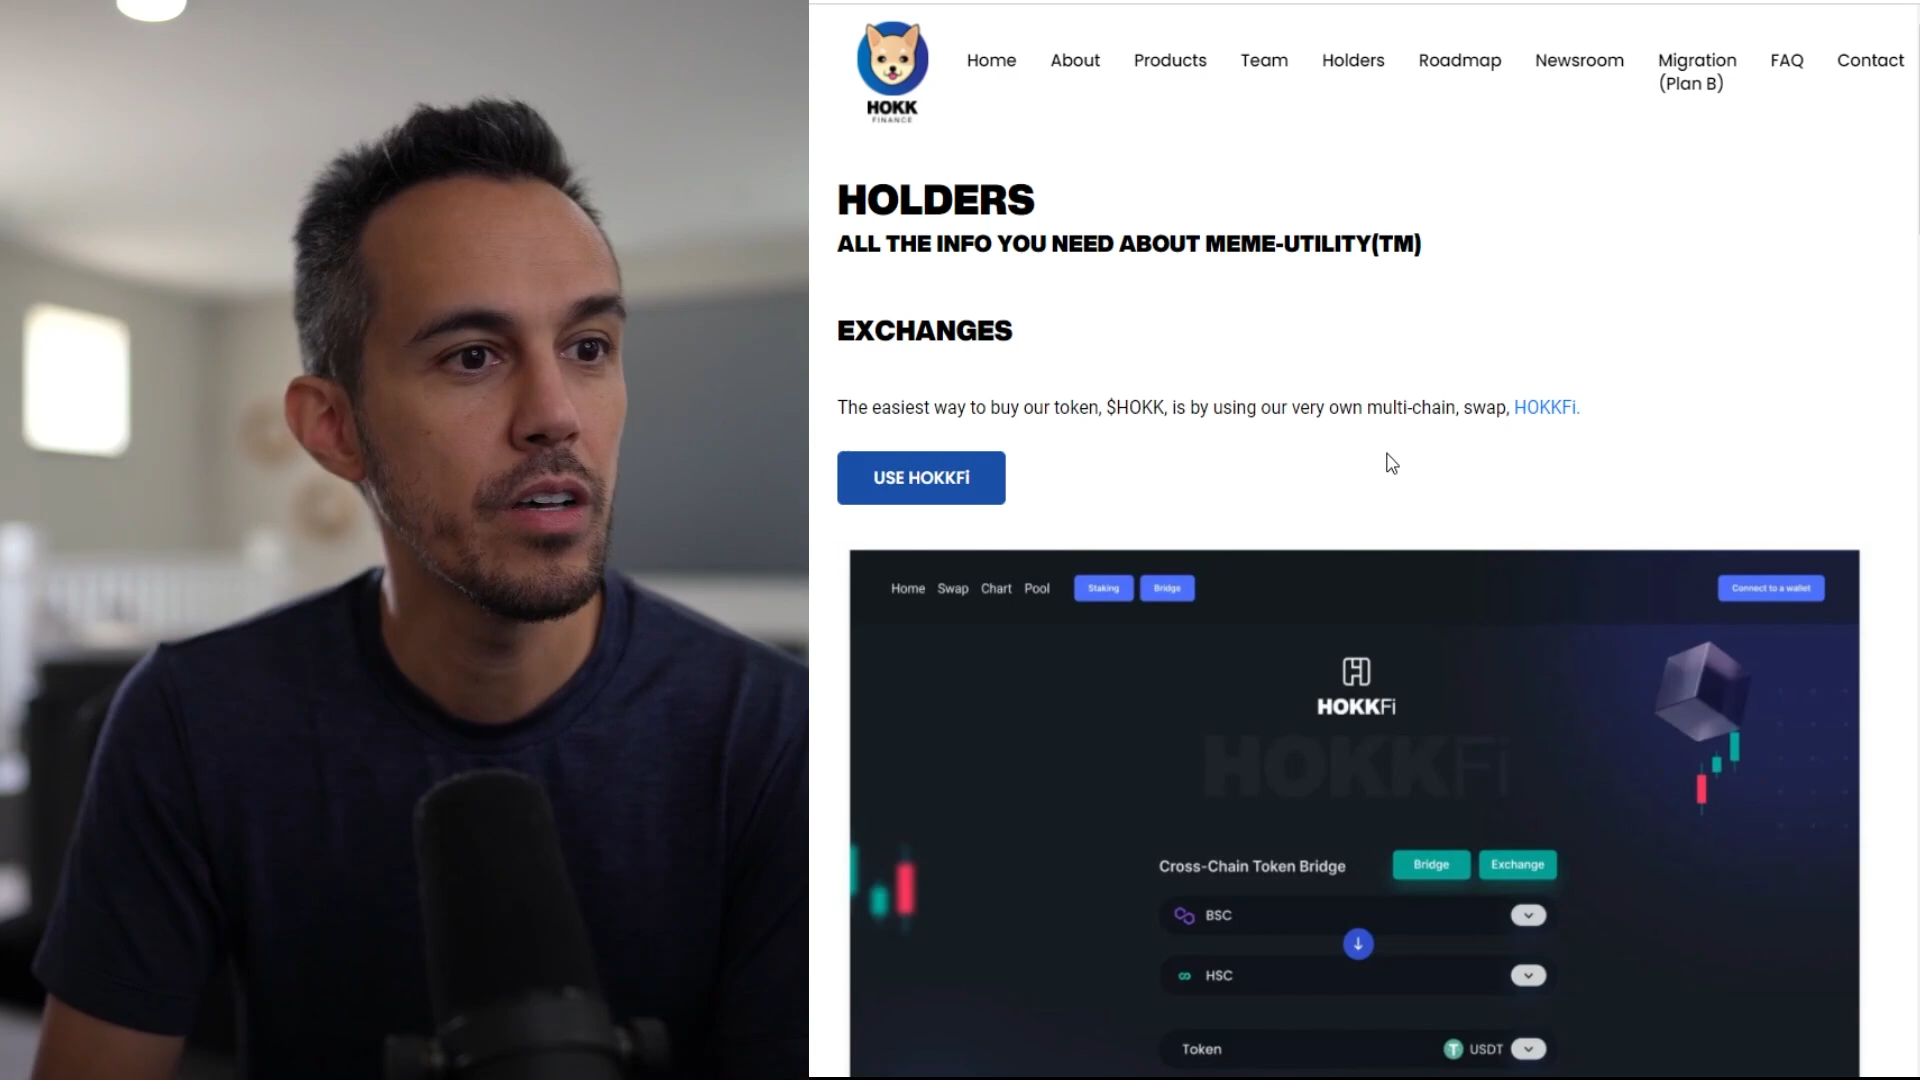 HOKK
FINANCE
Home About Products Team Holders Roadmap Newsroom Migration (Plan B) FAQ Contact
HOLDERS
ALL THE INFO YOU NEED ABOUT MEME-UTILITY(TM)
EXCHANGES
The easiest way to buy our token, $HOKK, is by using our very own multi-chain, swap, HOKKFi.
USE HOKKFi
Home Swap Chart Pool Staking Bridge Connect to a wallet
HOKKFi
HOKKFi
Cross-Chain Token Bridge Bridge Exchange
BSC
HSC
Token USDT